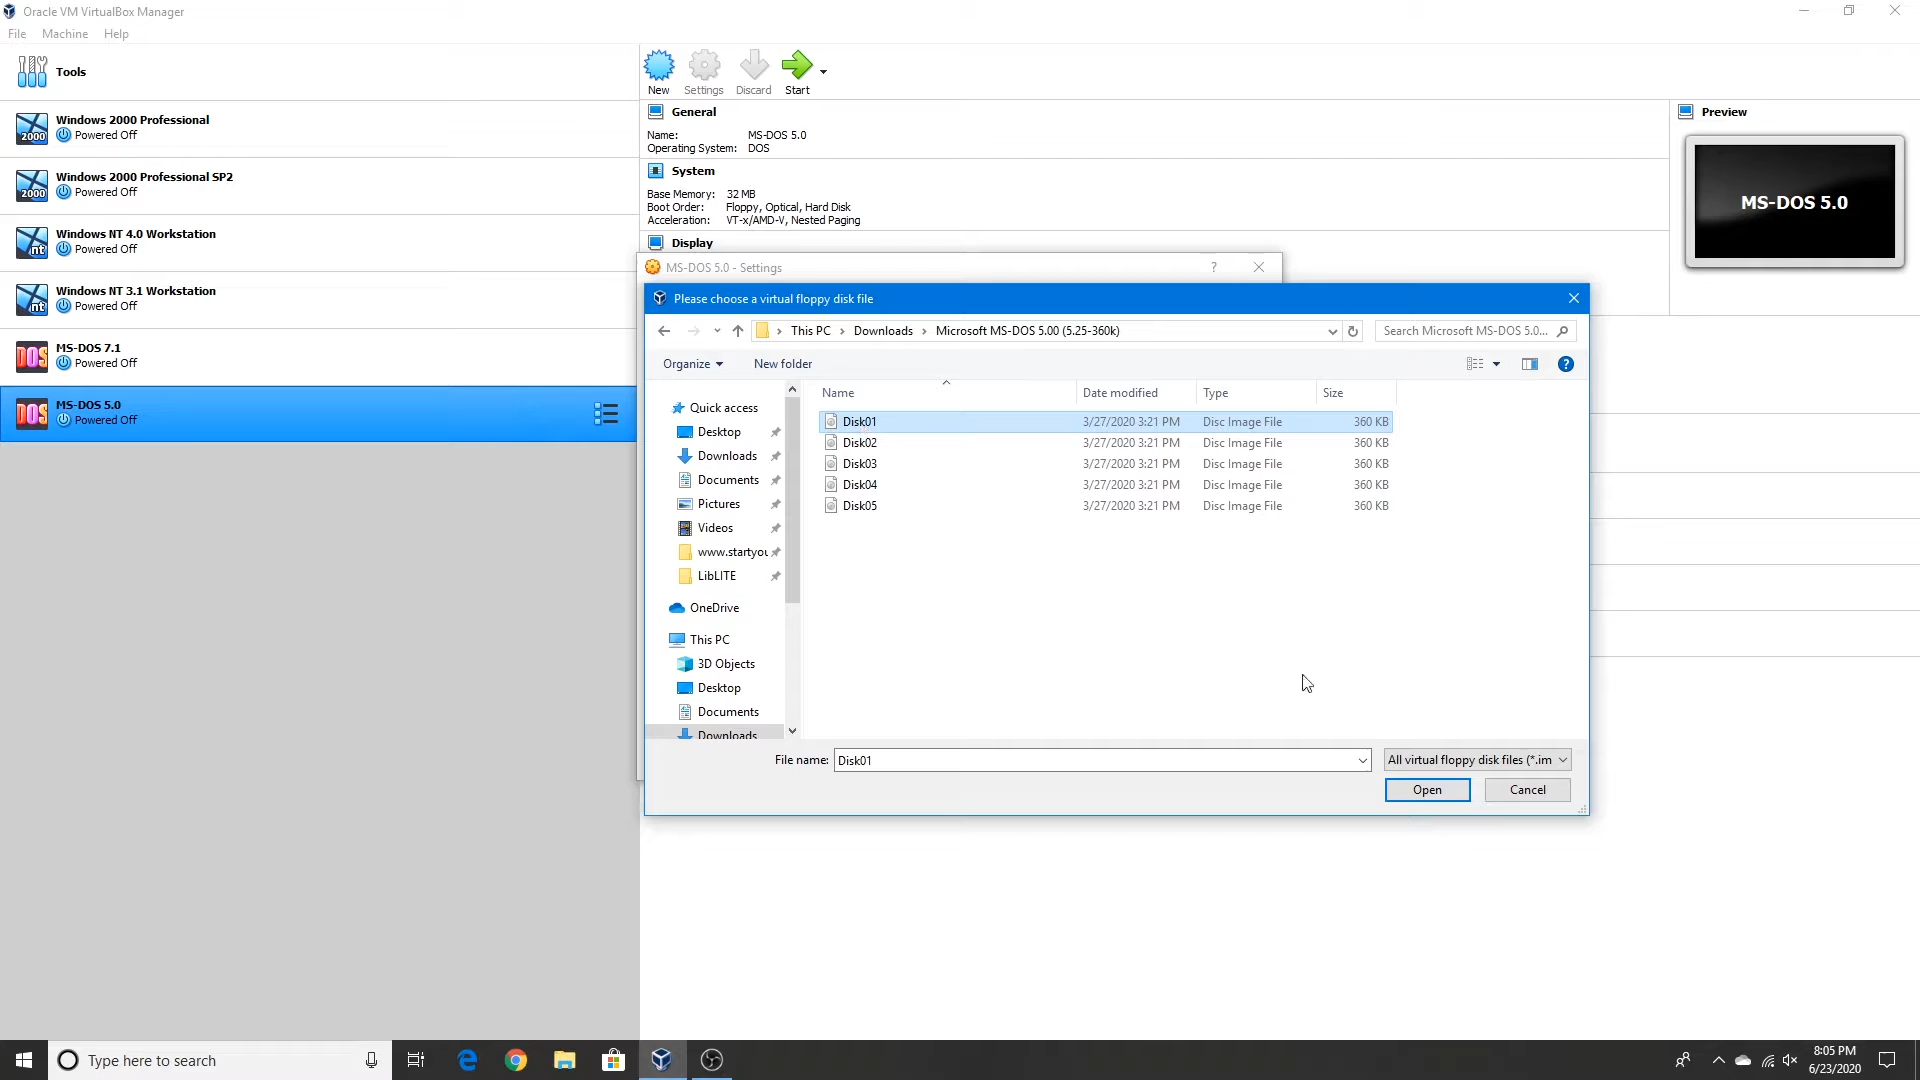 Oracle VM VirtualBox Manager
File Machine Help
Tools
New Settings Discard Start
Windows 2000 Professional
Powered Off
2000
Windows 2000 Professional SP2
Powered Off
2000
Windows NT 4.0 Workstation
Powered Off
nt
Windows NT 3.1 Workstation
Powered Off
nt
MS-DOS 7.1
Powered Off
DOS
MS-DOS 5.0
Powered Off
DOS
General
Name: MS-DOS 5.0
Operating System: DOS
System
Base Memory: 32 MB
Boot Order: Floppy, Optical, Hard Disk
Acceleration: VT-x/AMD-V, Nested Paging
Display
Preview
MS-DOS 5.0
MS-DOS 5.0 - Settings
?
Please choose a virtual floppy disk file
This PC › Downloads › Microsoft MS-DOS 5.00 (5.25-360k)
Search Microsoft MS-DOS 5.0...
Organize New folder
?
Quick access
Desktop
Downloads
Documents
Pictures
Videos
www.startyou
LibLITE
OneDrive
This PC
3D Objects
Desktop
Documents
Downloads
Name Date modified Type Size
Disk01 3/27/2020 3:21 PM Disc Image File 360 KB
Disk02 3/27/2020 3:21 PM Disc Image File 360 KB
Disk03 3/27/2020 3:21 PM Disc Image File 360 KB
Disk04 3/27/2020 3:21 PM Disc Image File 360 KB
Disk05 3/27/2020 3:21 PM Disc Image File 360 KB
File name: Disk01
All virtual floppy disk files (*.im
Open Cancel
Type here to search
8:05 PM
6/23/2020